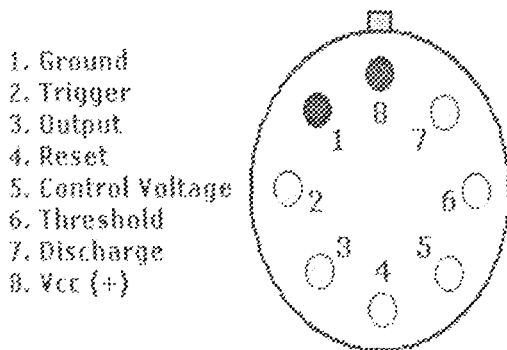 1. Ground
2. Trigger
3. Output
4. Reset
5. Control Voltage
6. Threshold
7. Discharge
8. Vcc (+)
8
1
7
2
6
3
5
4